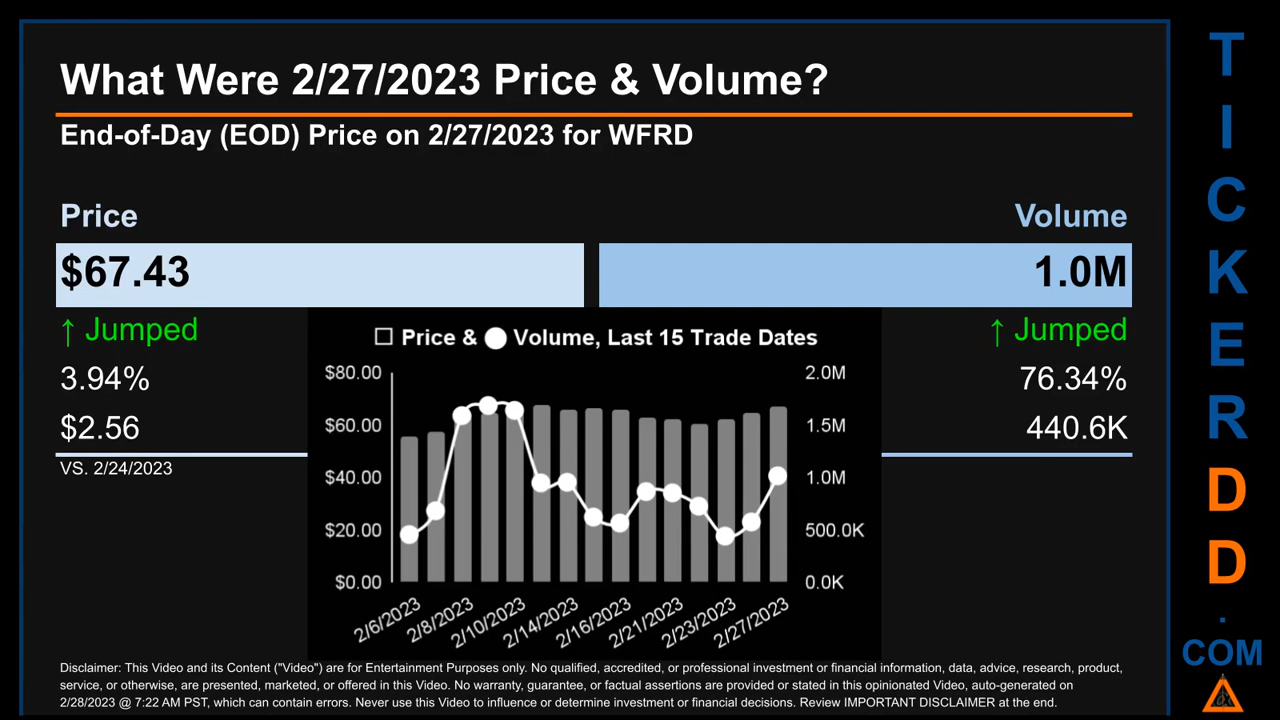 What Were 2/27/2023 Price & Volume?
End-of-Day (EOD) Price on 2/27/2023 for WFRD
Price
Volume
$67.43
1.0M
↑ Jumped
↑ Jumped
3.94%
76.34%
$2.56
440.6K
VS. 2/24/2023
Price & Volume, Last 15 Trade Dates
$80.00
$60.00
$40.00
$20.00
$0.00
2.0M
1.5M
1.0M
500.0K
0.0K
2/6/2023
2/8/2023
2/10/2023
2/14/2023
2/16/2023
2/21/2023
2/23/2023
2/27/2023
Disclaimer: This Video and its Content ("Video") are for Entertainment Purposes only. No qualified, accredited, or professional investment or financial information, data, advice, research, product,
service, or otherwise, are presented, marketed, or offered in this Video. No warranty, guarantee, or factual assertions are provided or stated in this opinionated Video, auto-generated on
2/28/2023 @ 7:22 AM PST, which can contain errors. Never use this Video to influence or determine investment or financial decisions. Review IMPORTANT DISCLAIMER at the end.
T
I
C
K
E
R
D
D
.
COM